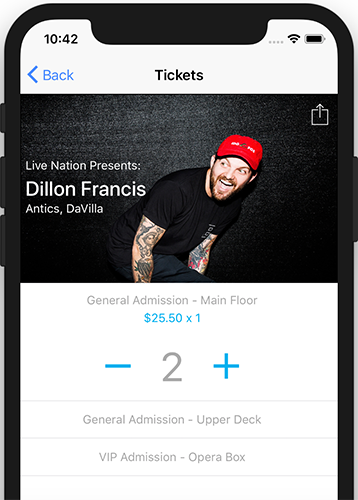 10:42
Back
Tickets
Live Nation Presents:
Dillon Francis
Antics, DaVilla
General Admission - Main Floor
$25.50 x 1
2
General Admission - Upper Deck
VIP Admission - Opera Box